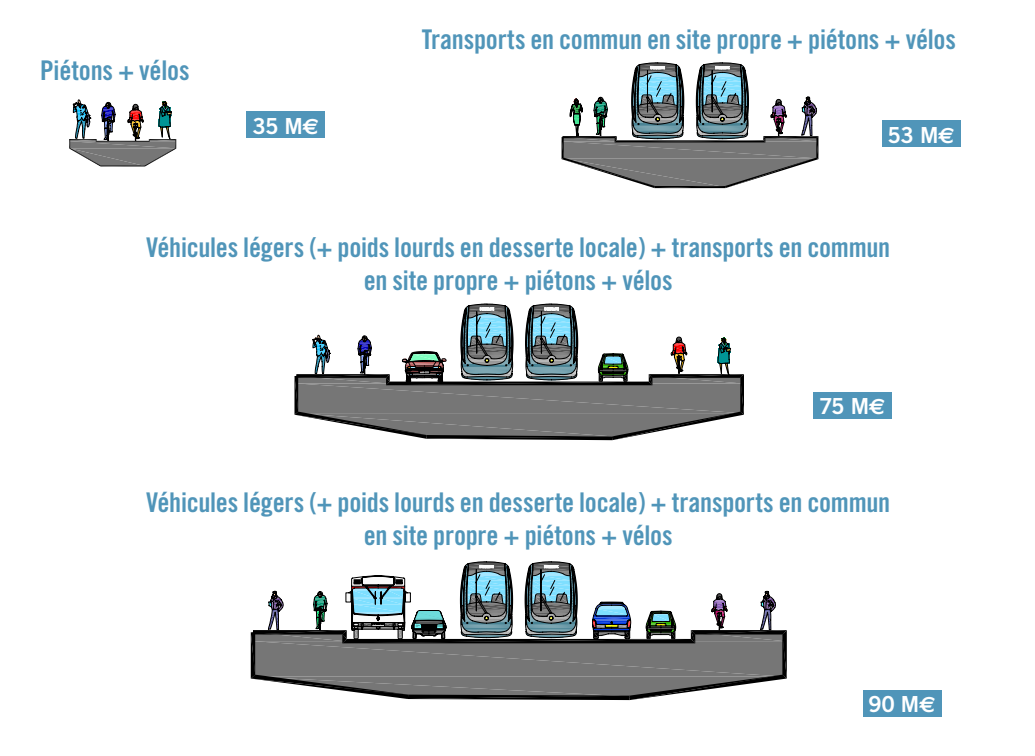 Piétons + vélos
35 M€
Transports en commun en site propre + piétons + vélos
53 M€
Véhicules légers (+ poids lourds en desserte locale) + transports en commun
en site propre + piétons + vélos
75 M€
Véhicules légers (+ poids lourds en desserte locale) + transports en commun
en site propre + piétons + vélos
90 M€